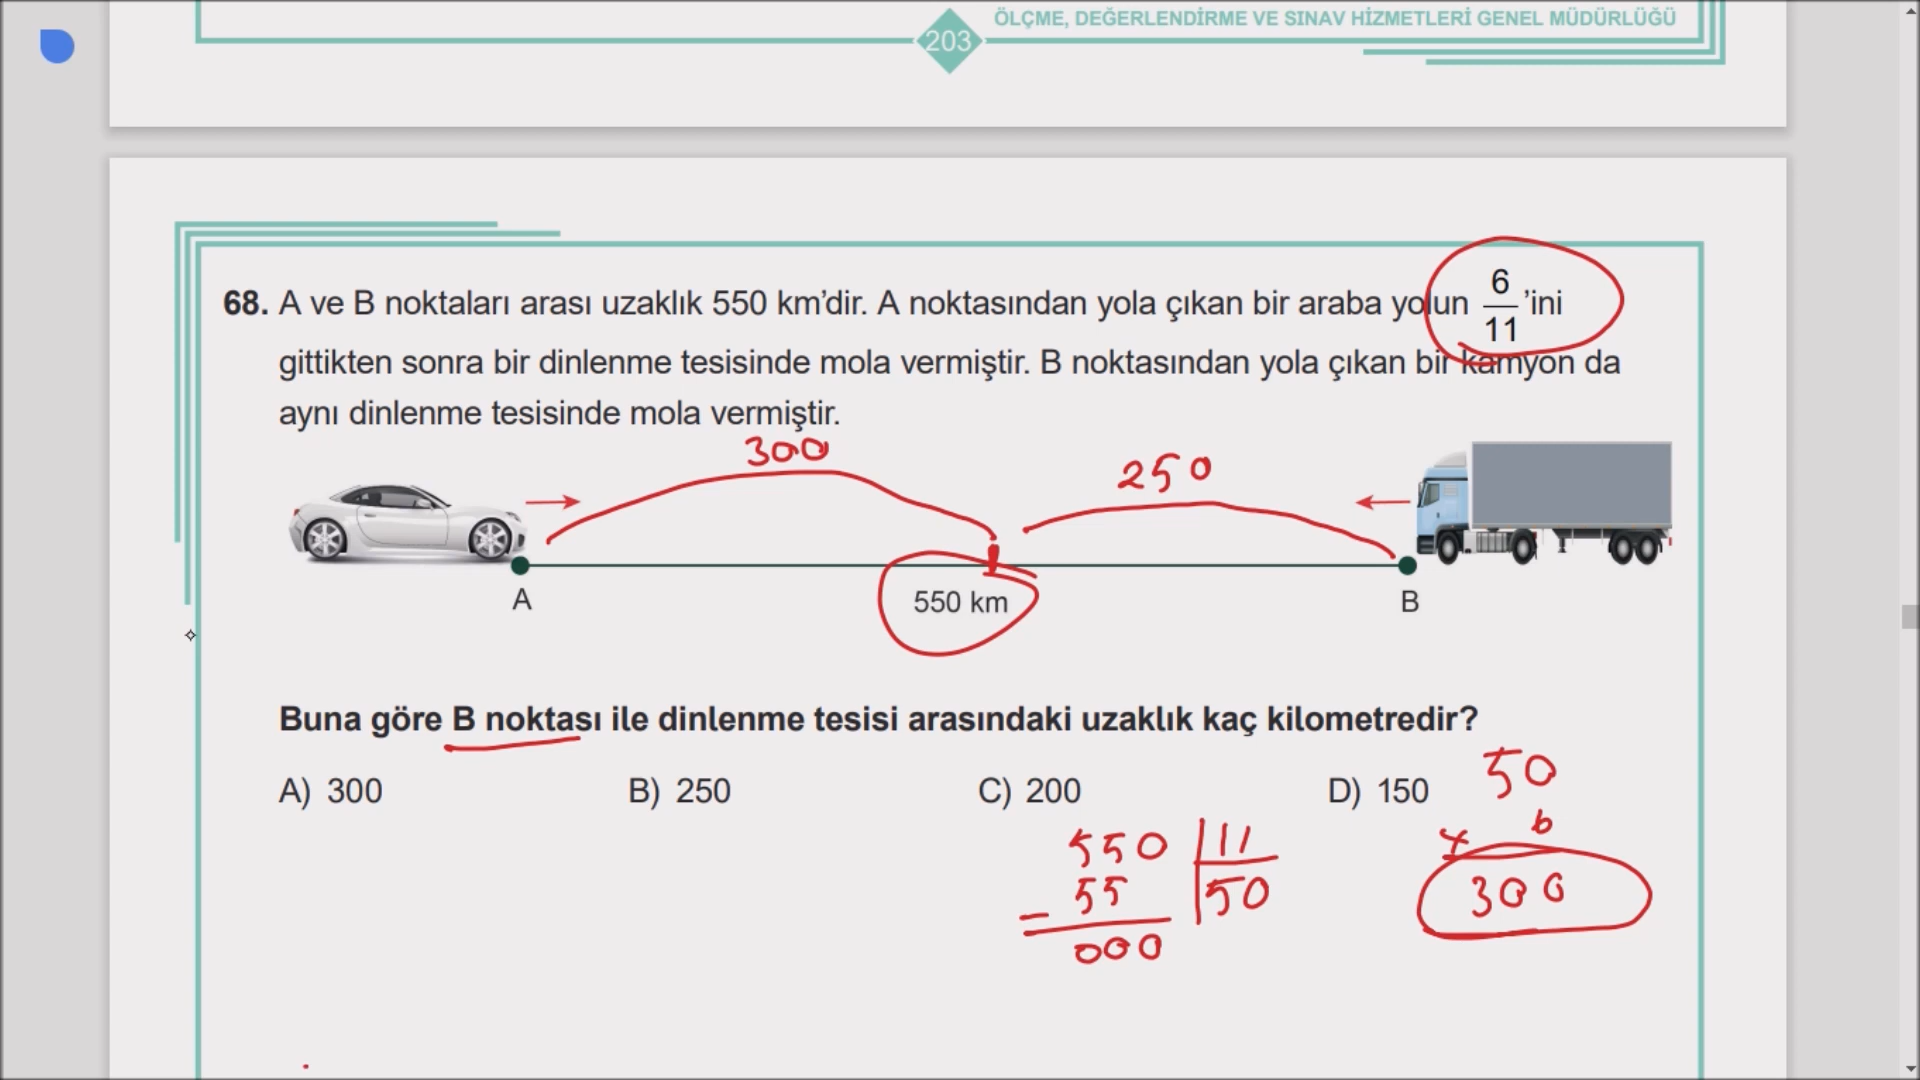 ÖLÇME, DEĞERLENDİRME VE SINAV HİZMETLERİ GENEL MÜDÜRLÜĞÜ
203
68. A ve B noktaları arası uzaklık 550 km'dir. A noktasından yola çıkan bir araba yolun 6/11 'ini
gittikten sonra bir dinlenme tesisinde mola vermiştir. B noktasından yola çıkan bir kamyon da
aynı dinlenme tesisinde mola vermiştir.
300
250
A
550 km
B
Buna göre B noktası ile dinlenme tesisi arasındaki uzaklık kaç kilometredir?
A) 300 B) 250 C) 200 D) 150
50
x 6
300
550 11
- 55 50
000